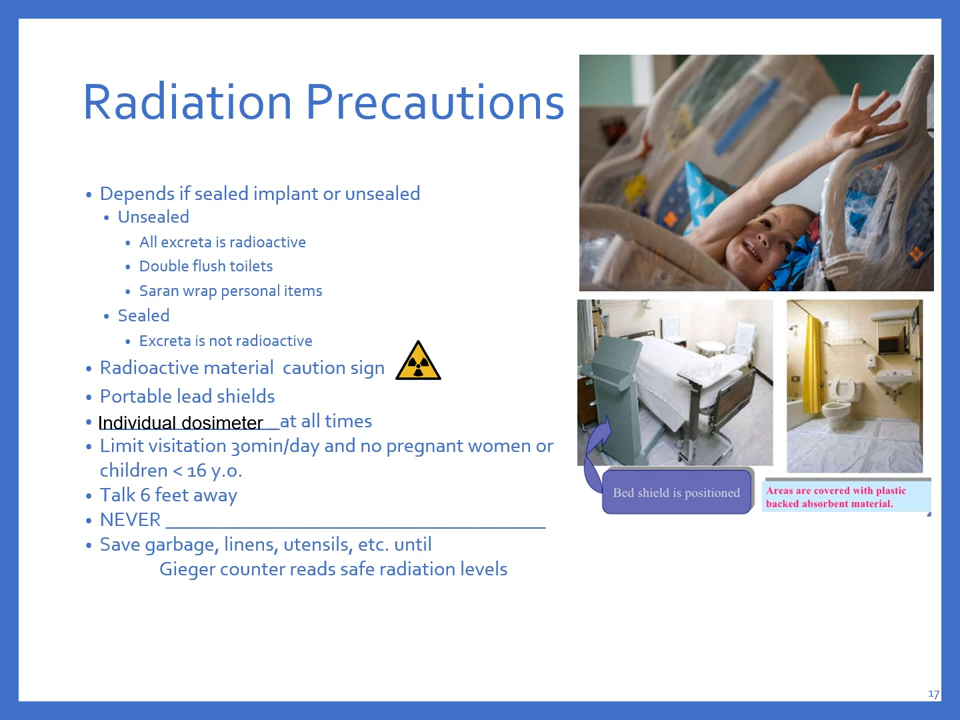 Radiation Precautions
• Depends if sealed implant or unsealed
• Unsealed
• All excreta is radioactive
• Double flush toilets
• Saran wrap personal items
• Sealed
• Excreta is not radioactive
• Radioactive material caution sign
• Portable lead shields
• Individual dosimeter__at all times
• Limit visitation 30min/day and no pregnant women or
children < 16 y.o.
• Talk 6 feet away
• NEVER ______________________________________
• Save garbage, linens, utensils, etc. until
Gieger counter reads safe radiation levels
Bed shield is positioned
Areas are covered with plastic
backed absorbent material.
17